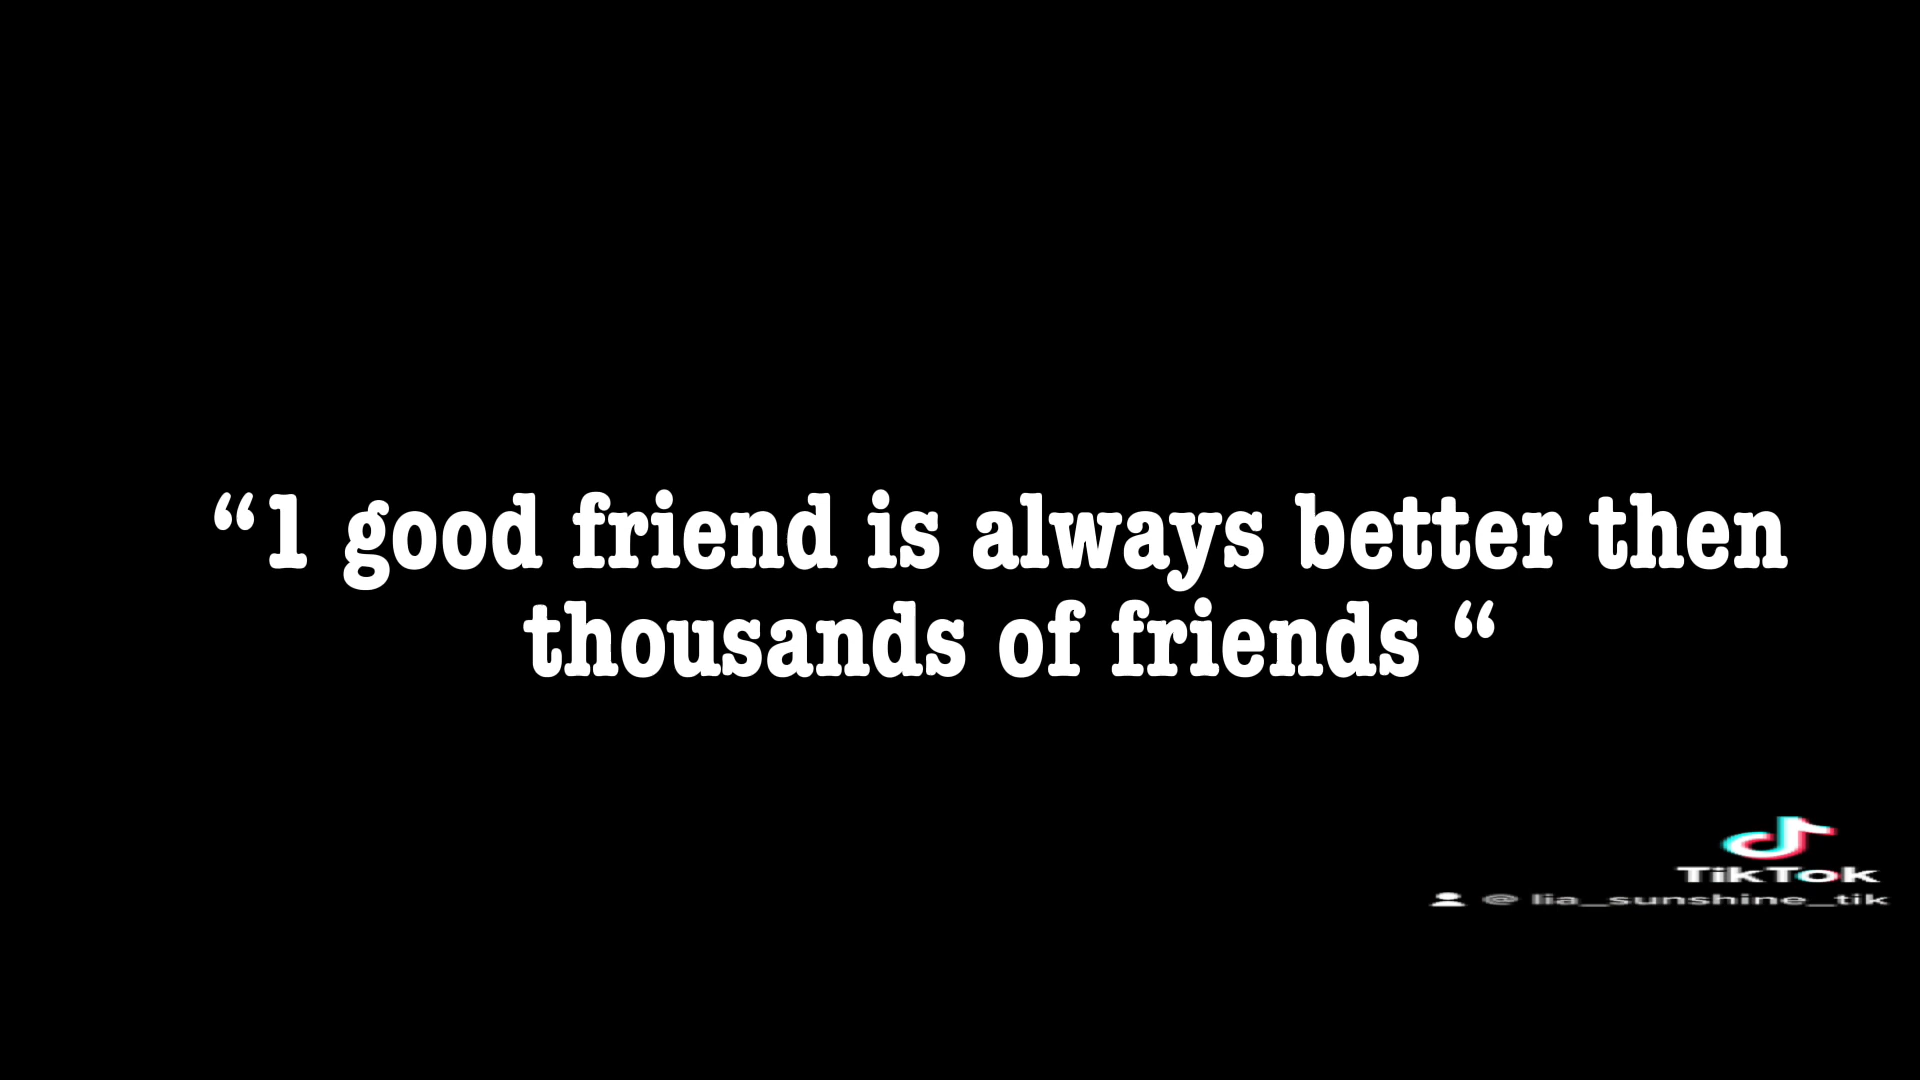 “1 good friend is always better then
thousands of friends “
TikTok
@ lia_sunshine_tik